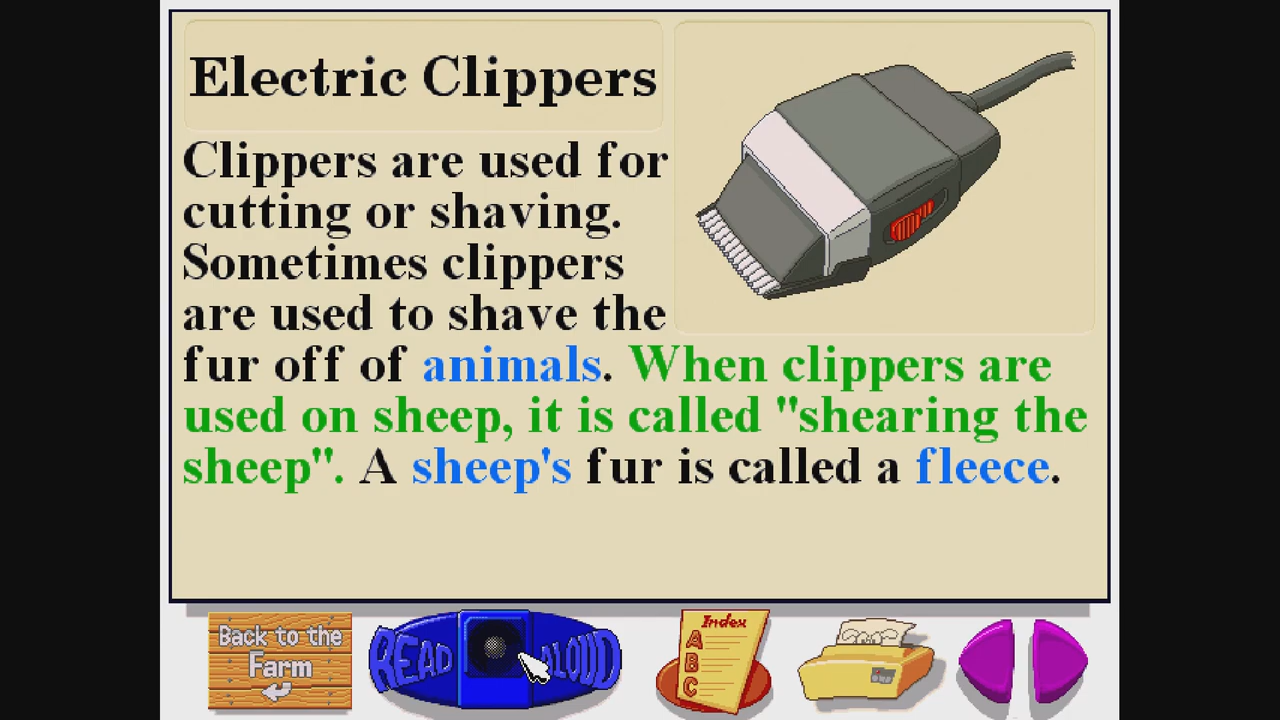 Electric Clippers
Clippers are used for
cutting or shaving.
Sometimes clippers
are used to shave the
fur off of animals. When clippers are
used on sheep, it is called "shearing the
sheep". A sheep's fur is called a fleece.
Back to the
Farm
READ ALOUD
Index
A
B
C